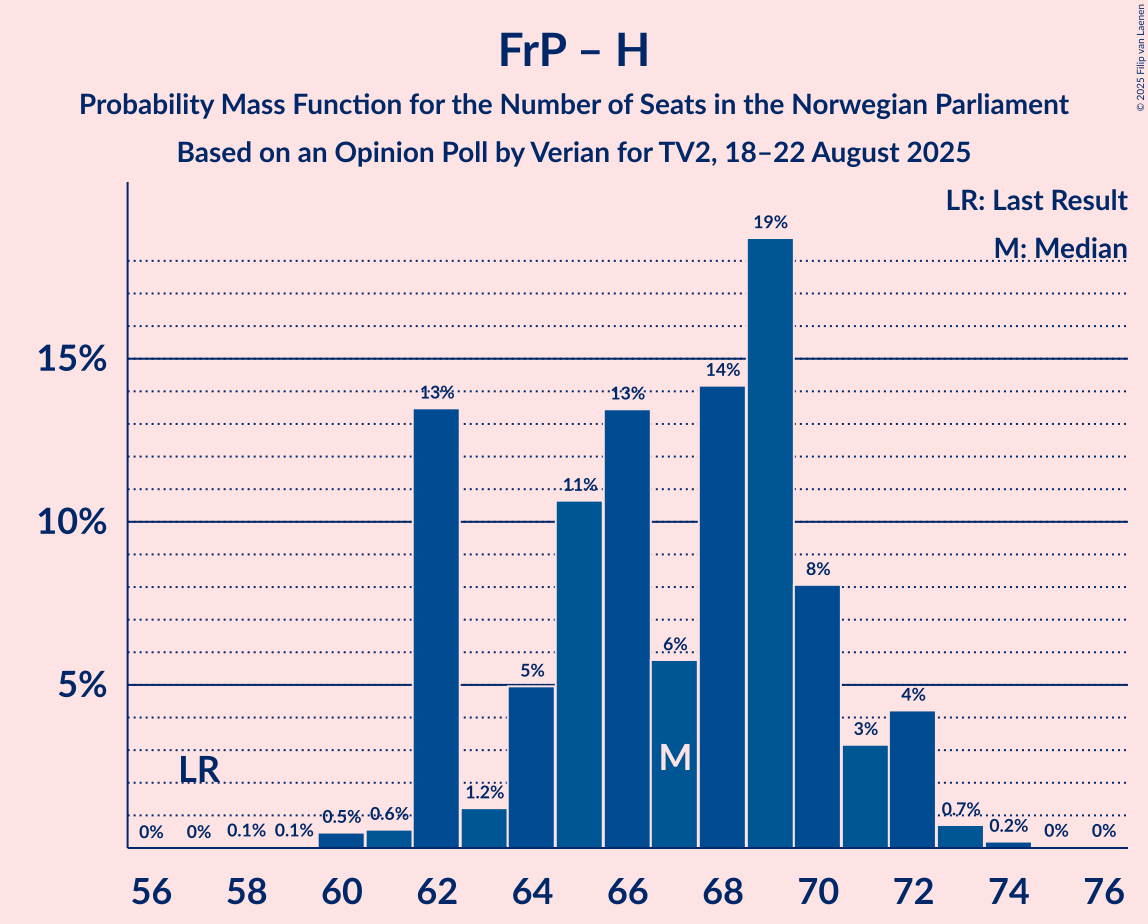 FrP – H
Probability Mass Function for the Number of Seats in the Norwegian Parliament
Based on an Opinion Poll by Verian for TV2, 18–22 August 2025
© 2025 Filip van Laenen
LR: Last Result
M: Median
19%
15%
14%
13%
13%
11%
10%
8%
6%
5%
5%
4%
3%
M
LR
1.2%
0.7%
0.5%
0.6%
0.2%
0%
0%
0.1%
0.1%
0%
0%
56 58 60 62 64 66 68 70 72 74 76